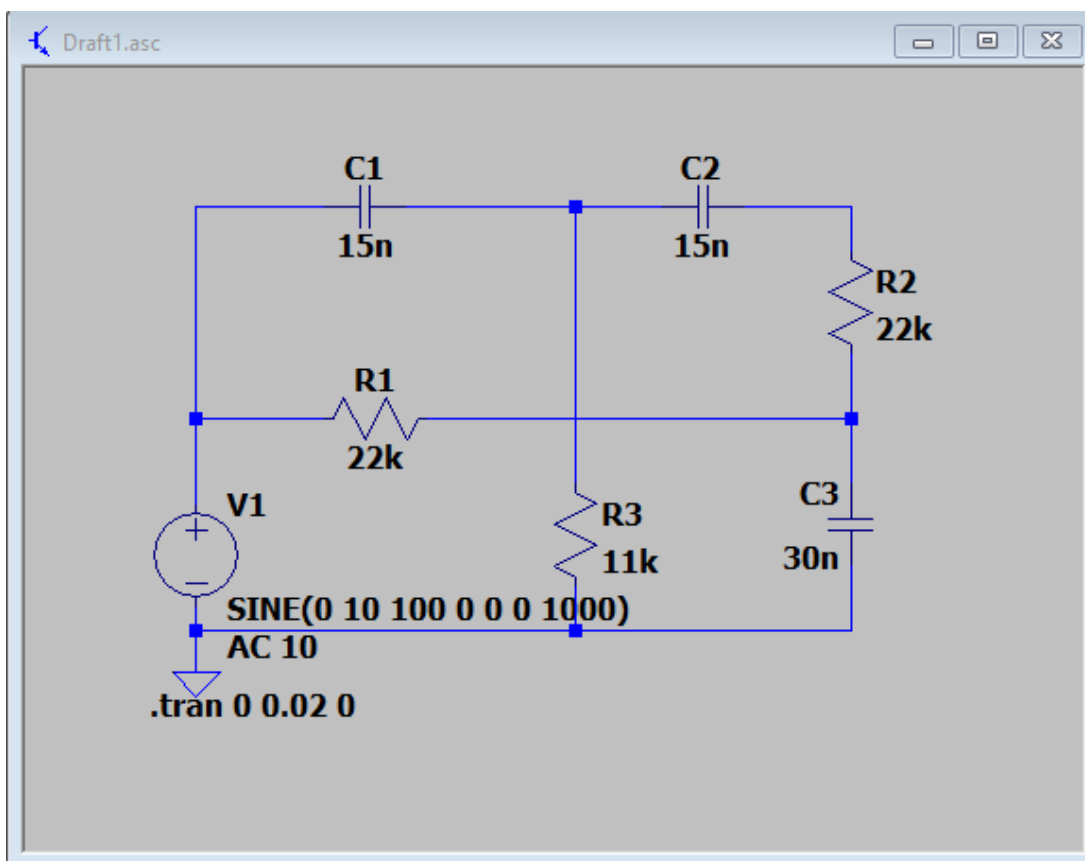 Draft1.asc
C1
15n
C2
15n
R2
22k
R1
22k
V1
R3
11k
C3
30n
SINE(0 10 100 0 0 0 1000)
AC 10
.tran 0 0.02 0